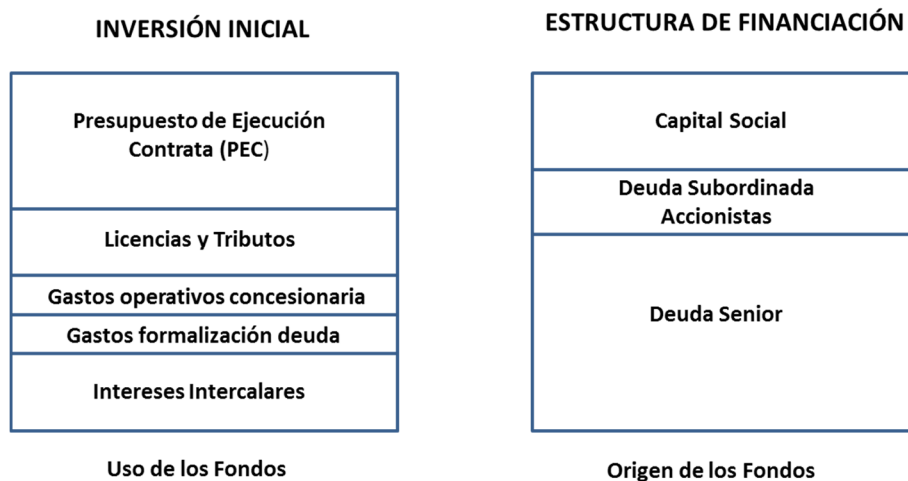 INVERSIÓN INICIAL
Presupuesto de Ejecución
Contrata (PEC)
Licencias y Tributos
Gastos operativos concesionaria
Gastos formalización deuda
Intereses Intercalares
Uso de los Fondos
ESTRUCTURA DE FINANCIACIÓN
Capital Social
Deuda Subordinada
Accionistas
Deuda Senior
Origen de los Fondos